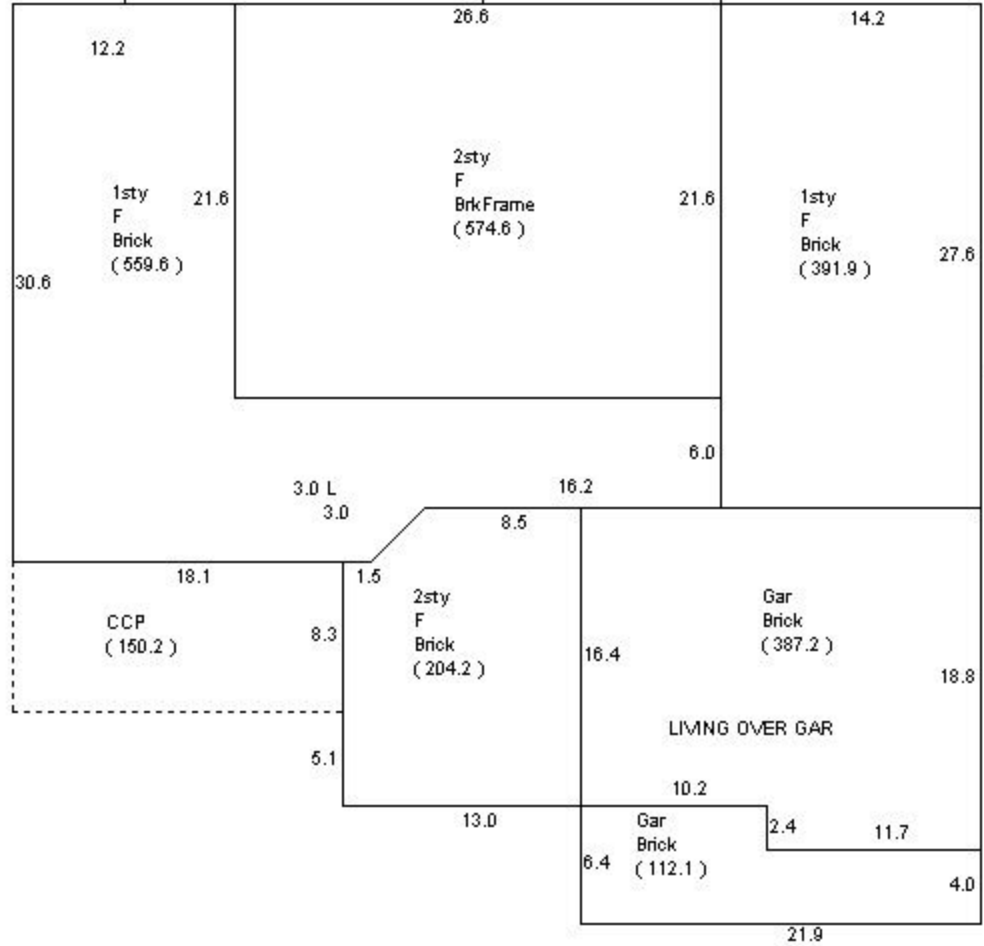 26.6
14.2
12.2
2sty
F
BrkFrame
( 574.6 )
1sty
F
Brick
( 559.6 )
21.6
21.6
1sty
F
Brick
( 391.9 )
27.6
30.6
6.0
3.0 L
3.0
16.2
8.5
18.1
1.5
CCP
( 150.2 )
8.3
2sty
F
Brick
( 204.2 )
16.4
Gar
Brick
( 387.2 )
18.8
LIVING OVER GAR
5.1
10.2
13.0
Gar
Brick
( 112.1 )
2.4
11.7
6.4
4.0
21.9